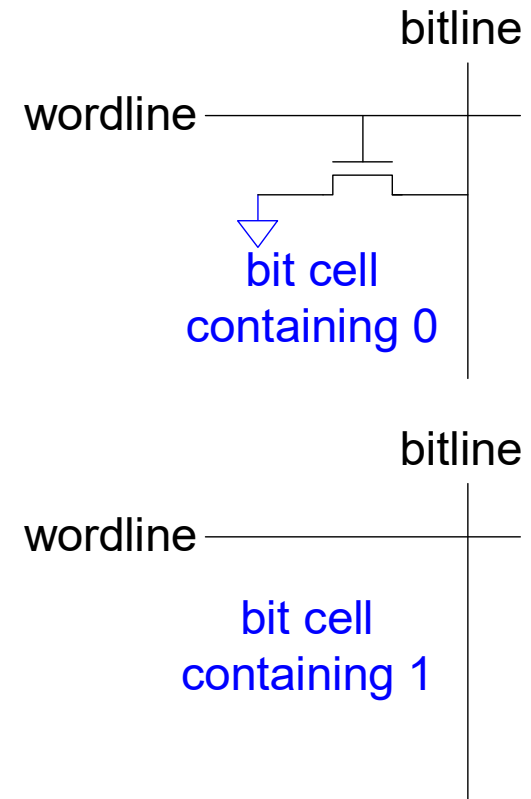 bitline
wordline
bit cell
containing 0
bitline
wordline
bit cell
containing 1